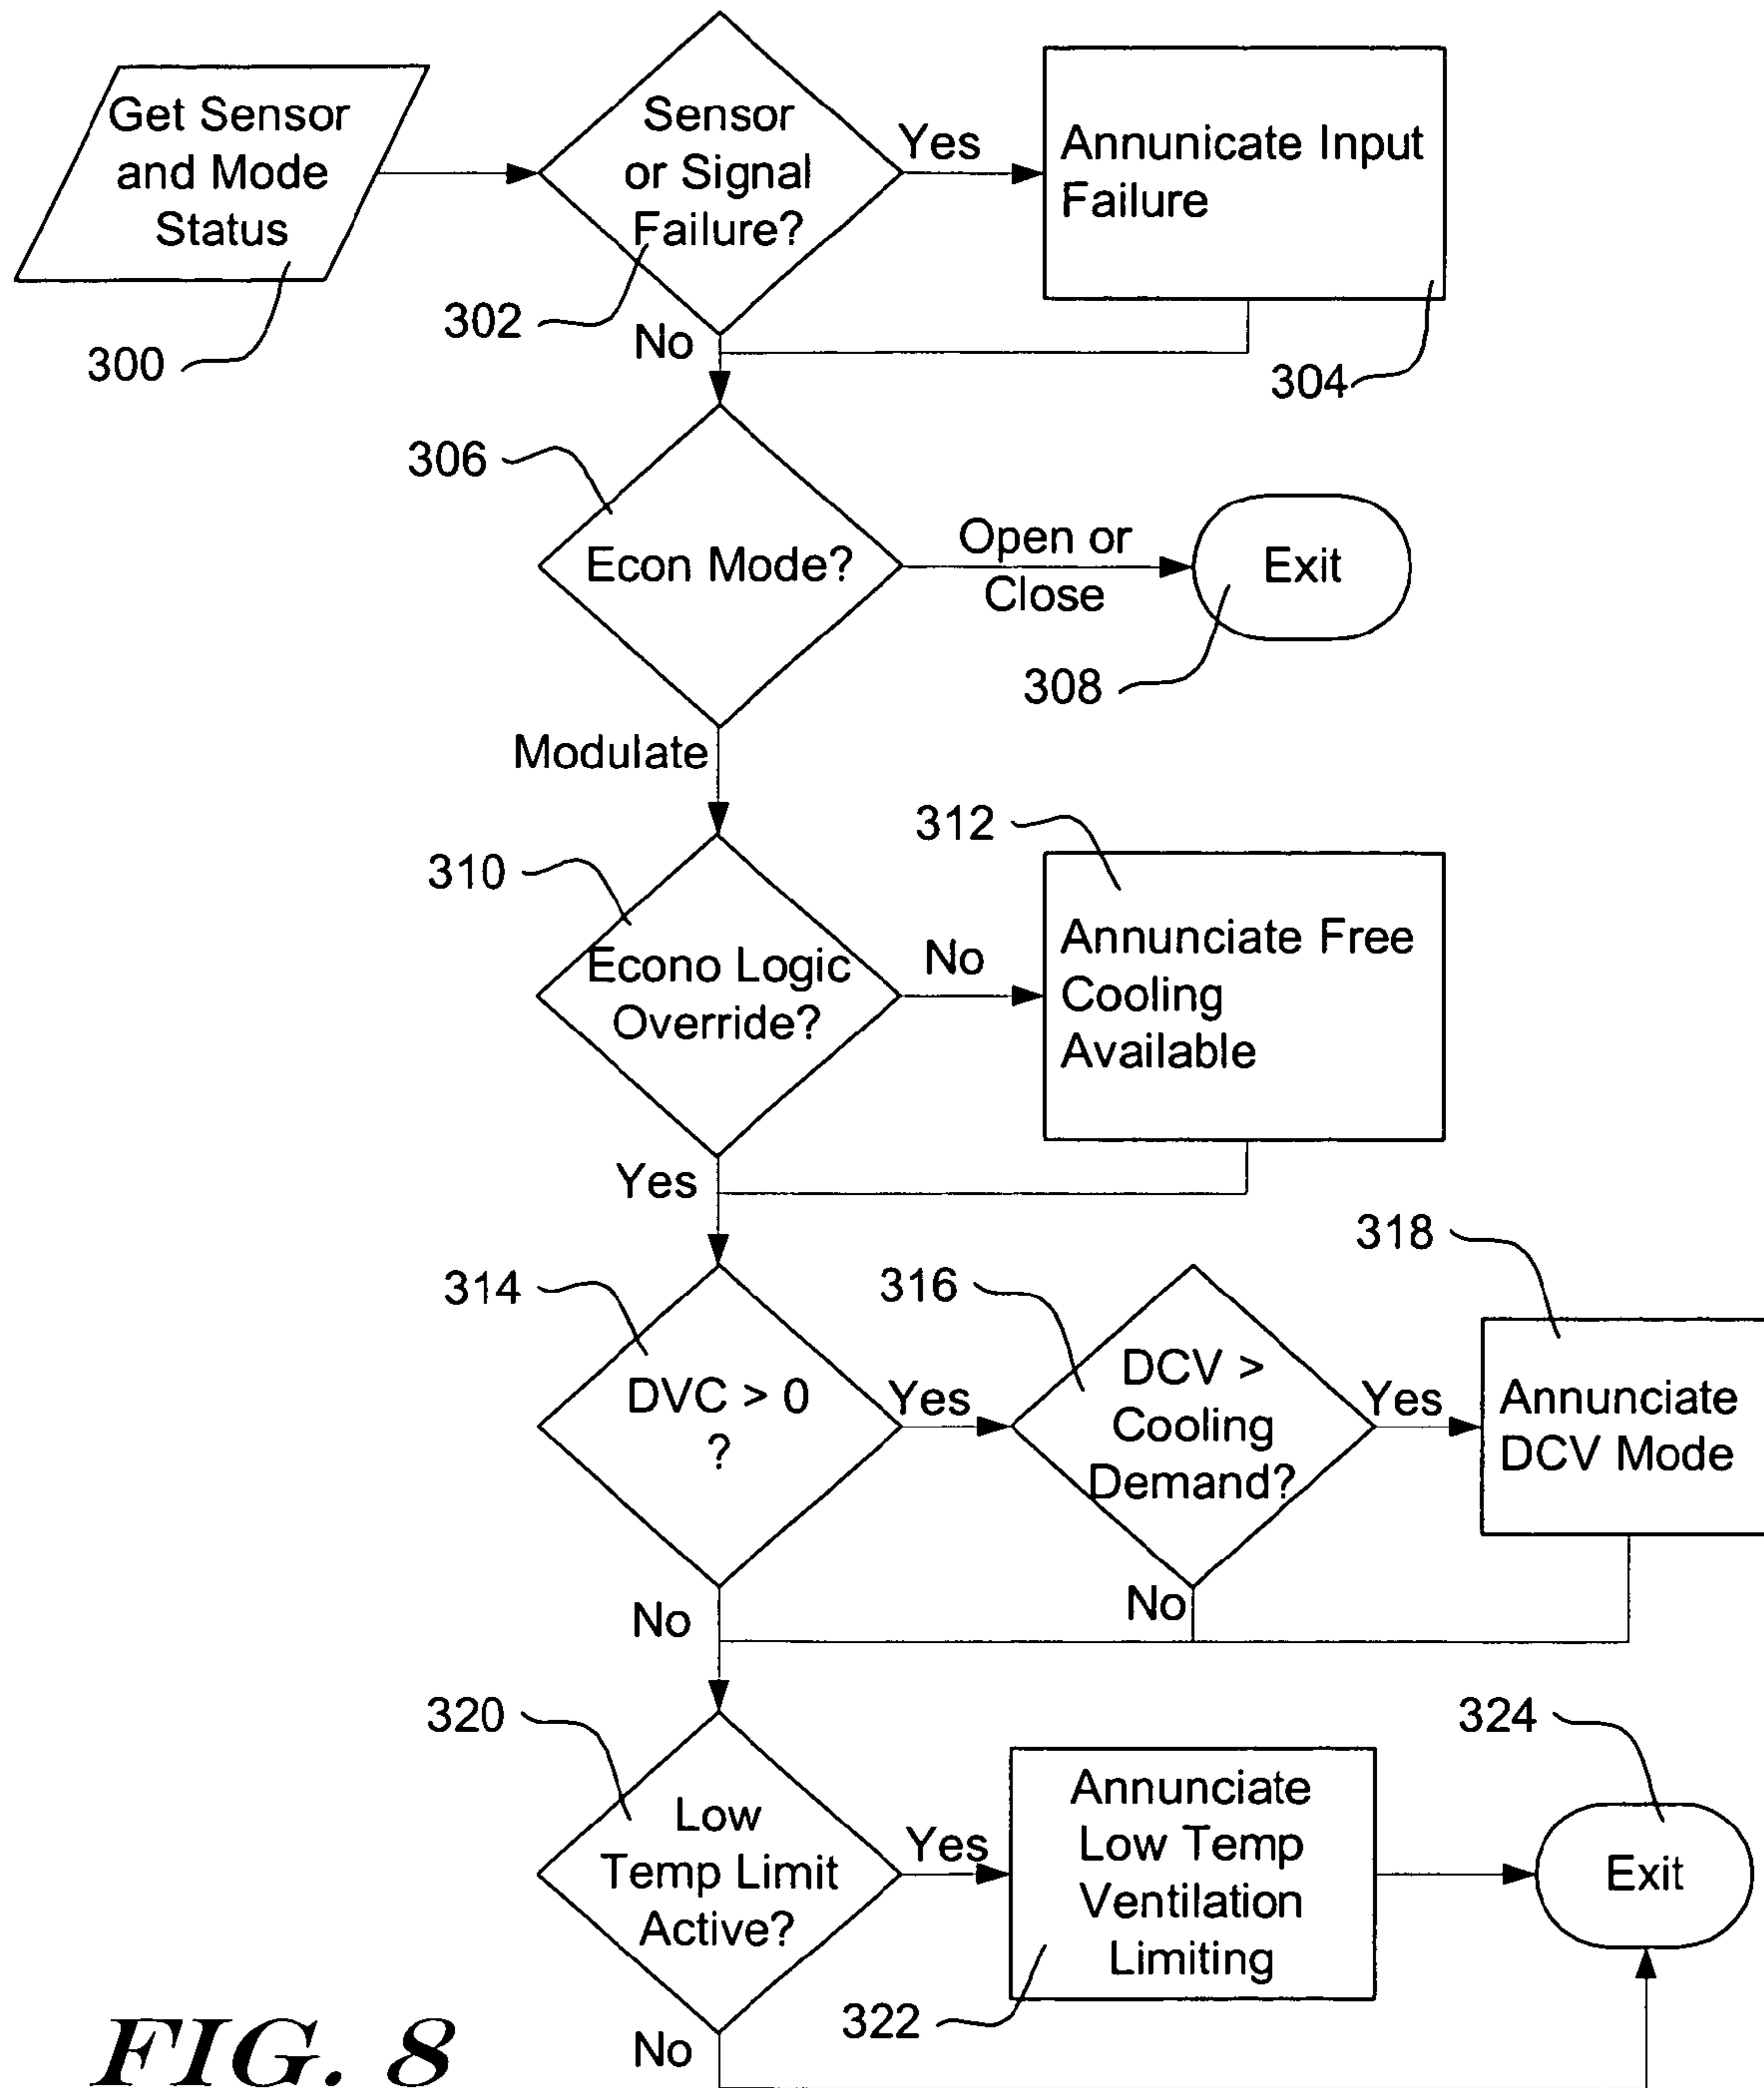 Get Sensor
and Mode
Status
300
Sensor
or Signal
Failure?
302
Yes
Annunicate Input
Failure
304
No
306
Econ Mode?
Open or
Close
Exit
308
Modulate
310
Econo Logic
Override?
No
312
Annunciate Free
Cooling
Available
Yes
314
DVC > 0
?
Yes
316
DCV >
Cooling
Demand?
Yes
318
Annunciate
DCV Mode
No
No
320
Low
Temp Limit
Active?
Yes
Annunciate
Low Temp
Ventilation
Limiting
322
324
Exit
No
FIG. 8